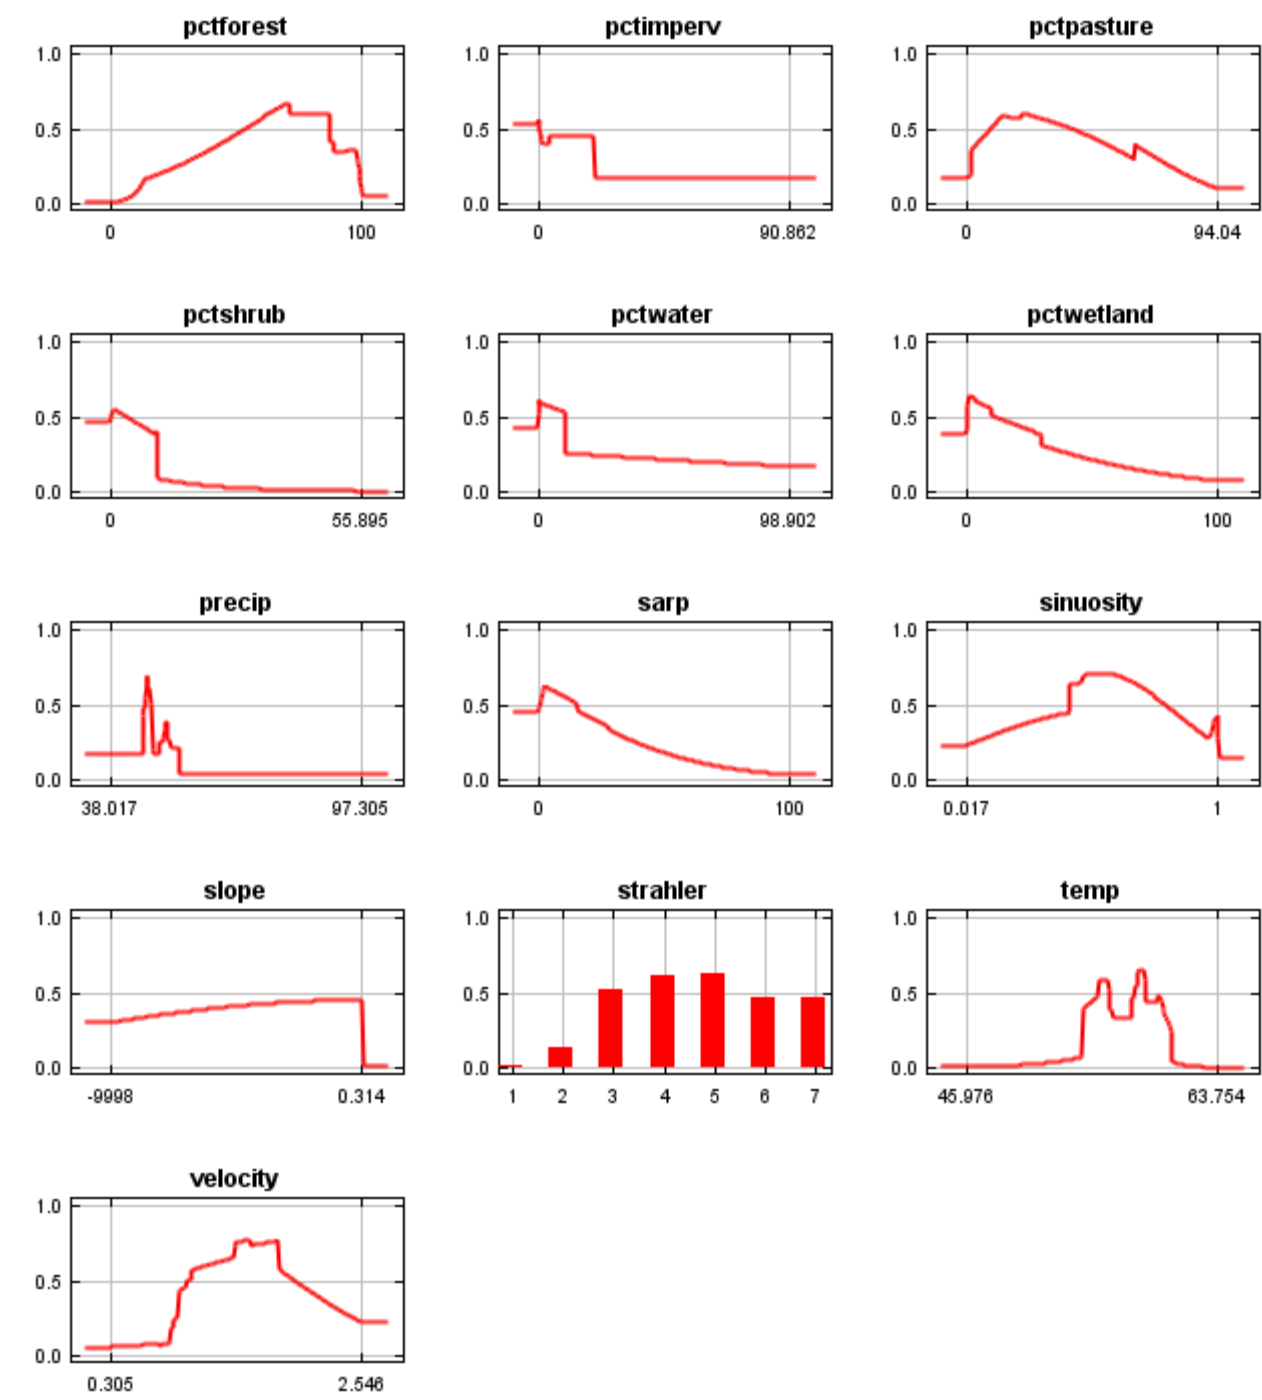 pctforest pctimperv pctpasture
1.0 1.0 1.0
0.5 0.5 0.5
0.0 0.0 0.0
0 100 0 90.862 0 94.04
pctshrub pctwater pctwetland
1.0 1.0 1.0
0.5 0.5 0.5
0.0 0.0 0.0
0 55.895 0 98.902 0 100
precip sarp sinuosity
1.0 1.0 1.0
0.5 0.5 0.5
0.0 0.0 0.0
38.017 97.305 0 100 0.017 1
slope strahler temp
1.0 1.0 1.0
0.5 0.5 0.5
0.0 0.0 0.0
-9998 0.314 1 2 3 4 5 6 7 45.976 63.754
velocity
1.0
0.5
0.0
0.305 2.546